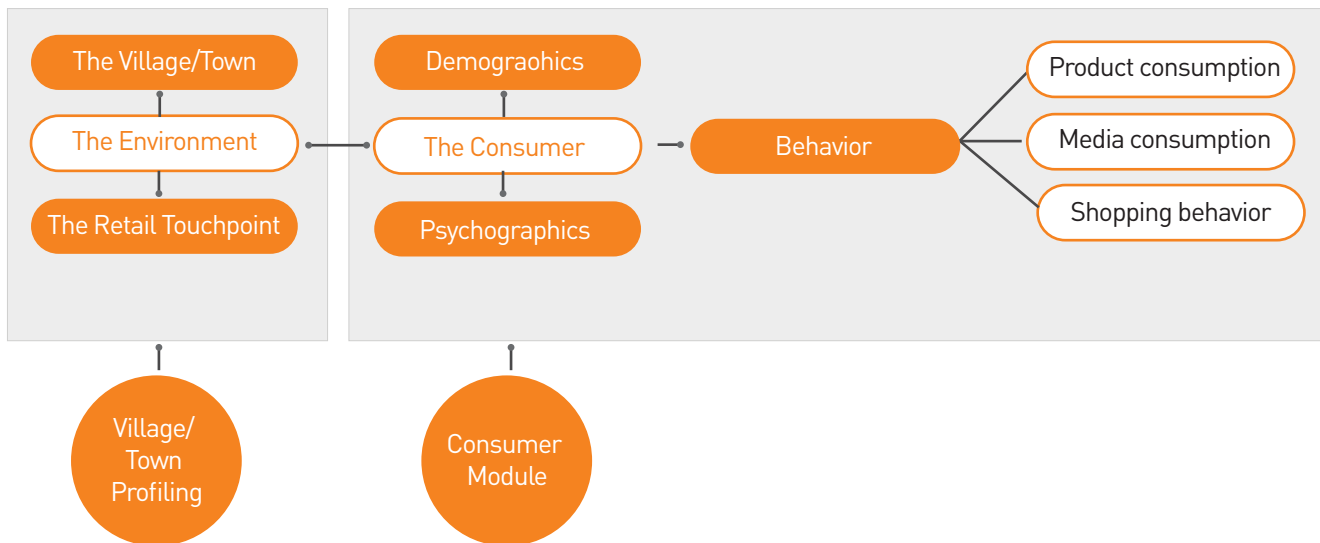 The Village/Town
The Environment
The Retail Touchpoint
Demograohics
The Consumer
Psychographics
Behavior
Product consumption
Media consumption
Shopping behavior
Village/
Town
Profiling
Consumer
Module